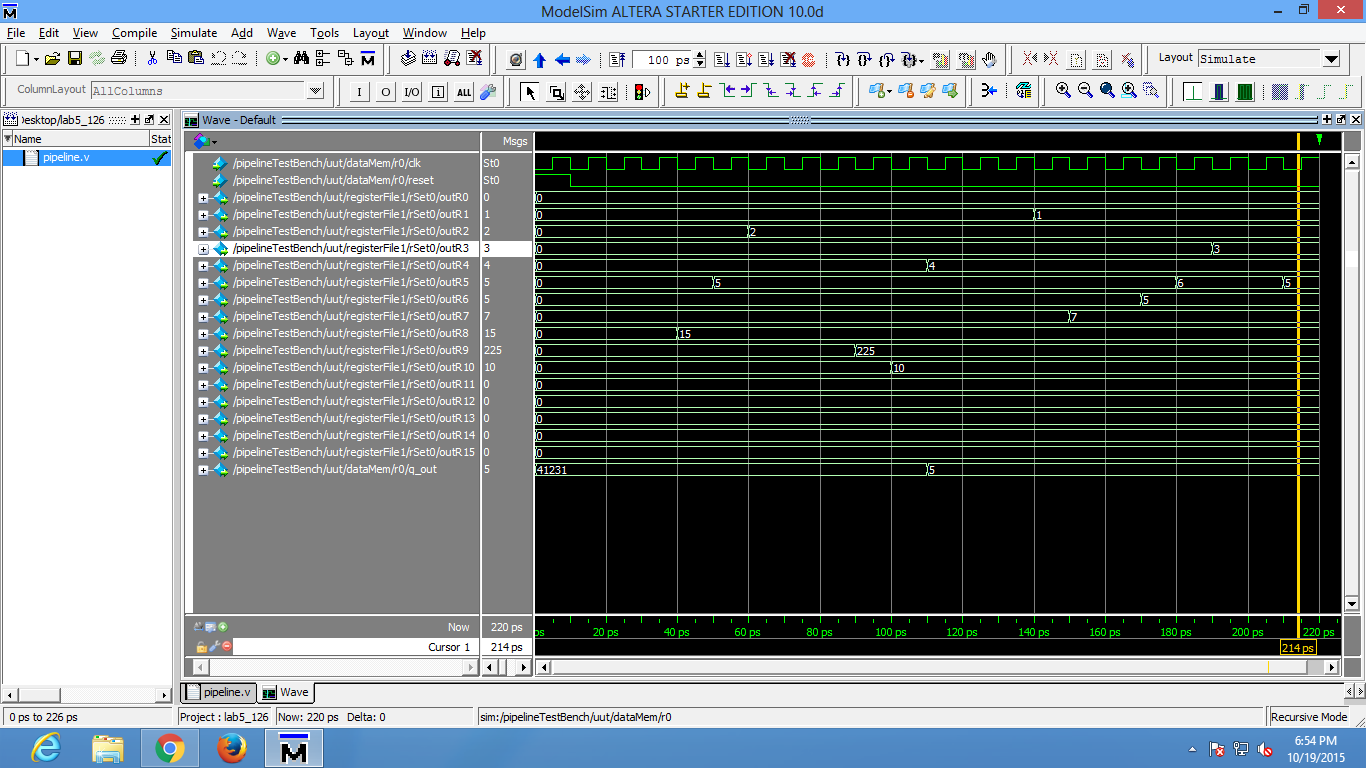 ModelSim ALTERA STARTER EDITION 10.0d
File Edit View Compile Simulate Add Wave Tools Layout Window Help
100 ps Layout Simulate
ColumnLayout AllColumns
I O I/O 1 ALL
Desktop/lab5_126
Name Stat
pipeline.v
Wave - Default
Msgs
/pipelineTestBench/uut/dataMem/r0/clk St0
/pipelineTestBench/uut/dataMem/r0/reset St0
/pipelineTestBench/uut/registerFile1/rSet0/outR0 0 0
/pipelineTestBench/uut/registerFile1/rSet0/outR1 1 0 1
/pipelineTestBench/uut/registerFile1/rSet0/outR2 2 0 2
/pipelineTestBench/uut/registerFile1/rSet0/outR3 3 0 3
/pipelineTestBench/uut/registerFile1/rSet0/outR4 4 0 4
/pipelineTestBench/uut/registerFile1/rSet0/outR5 5 0 5 6 5
/pipelineTestBench/uut/registerFile1/rSet0/outR6 5 0 5
/pipelineTestBench/uut/registerFile1/rSet0/outR7 7 0 7
/pipelineTestBench/uut/registerFile1/rSet0/outR8 15 0 15
/pipelineTestBench/uut/registerFile1/rSet0/outR9 225 0 225
/pipelineTestBench/uut/registerFile1/rSet0/outR10 10 0 10
/pipelineTestBench/uut/registerFile1/rSet0/outR11 0 0
/pipelineTestBench/uut/registerFile1/rSet0/outR12 0 0
/pipelineTestBench/uut/registerFile1/rSet0/outR13 0 0
/pipelineTestBench/uut/registerFile1/rSet0/outR14 0 0
/pipelineTestBench/uut/registerFile1/rSet0/outR15 0 0
/pipelineTestBench/uut/dataMem/r0/q_out 5 41231 5
Now 220 ps ps 20 ps 40 ps 60 ps 80 ps 100 ps 120 ps 140 ps 160 ps 180 ps 200 ps 220 ps
Cursor 1 214 ps 214 ps
pipeline.v Wave
0 ps to 226 ps Project : lab5_126 Now: 220 ps Delta: 0 sim:/pipelineTestBench/uut/dataMem/r0 Recursive Mode
6:54 PM
10/19/2015